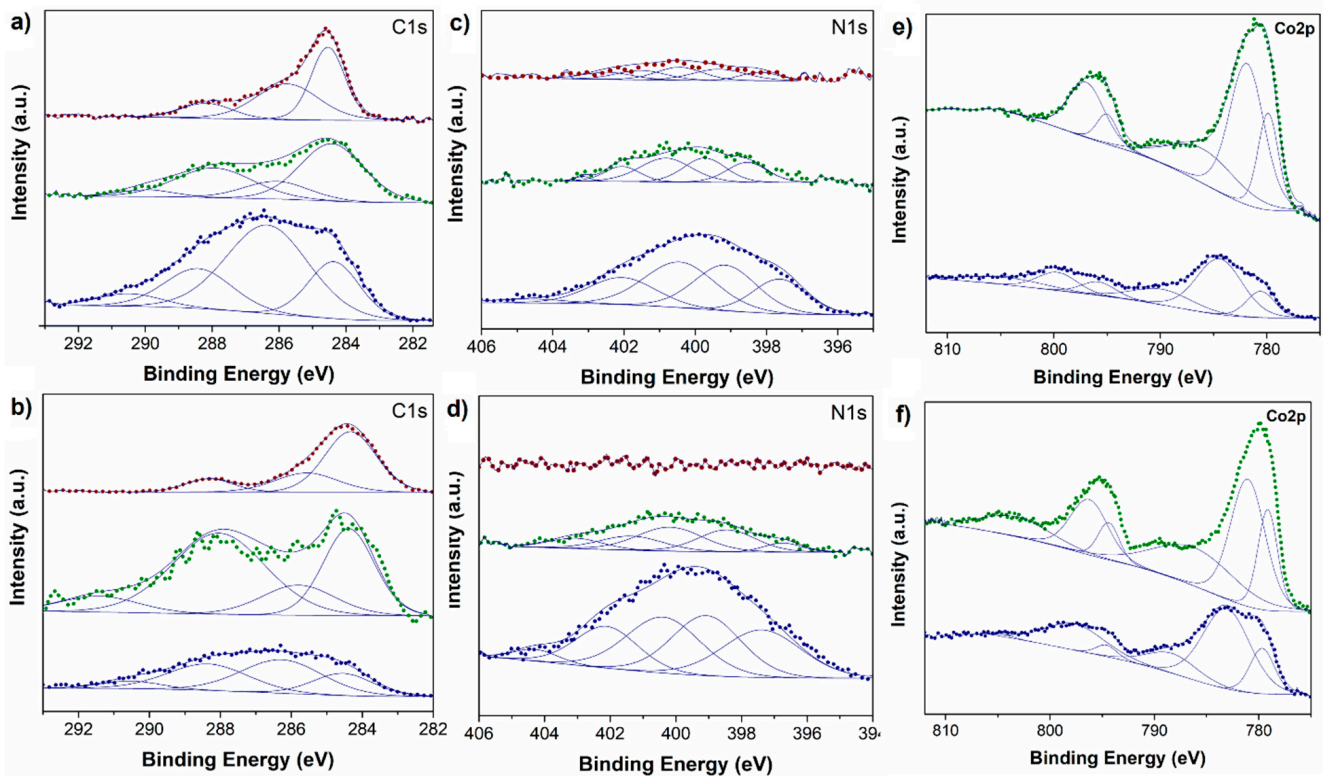 a)
C1s
Intensity (a.u.)
292 290 288 286 284 282
Binding Energy (eV)
c)
N1s
Intensity (a.u.)
406 404 402 400 398 396
Binding Energy (eV)
e)
Co2p
Intensity (a.u.)
810 800 790 780
Binding Energy (eV)
b)
C1s
Intensity (a.u.)
292 290 288 286 284 282
Binding Energy (eV)
d)
N1s
Intensity (a.u.)
406 404 402 400 398 396 394
Binding Energy (eV)
f)
Co2p
Intensity (a.u.)
810 800 790 780
Binding Energy (eV)